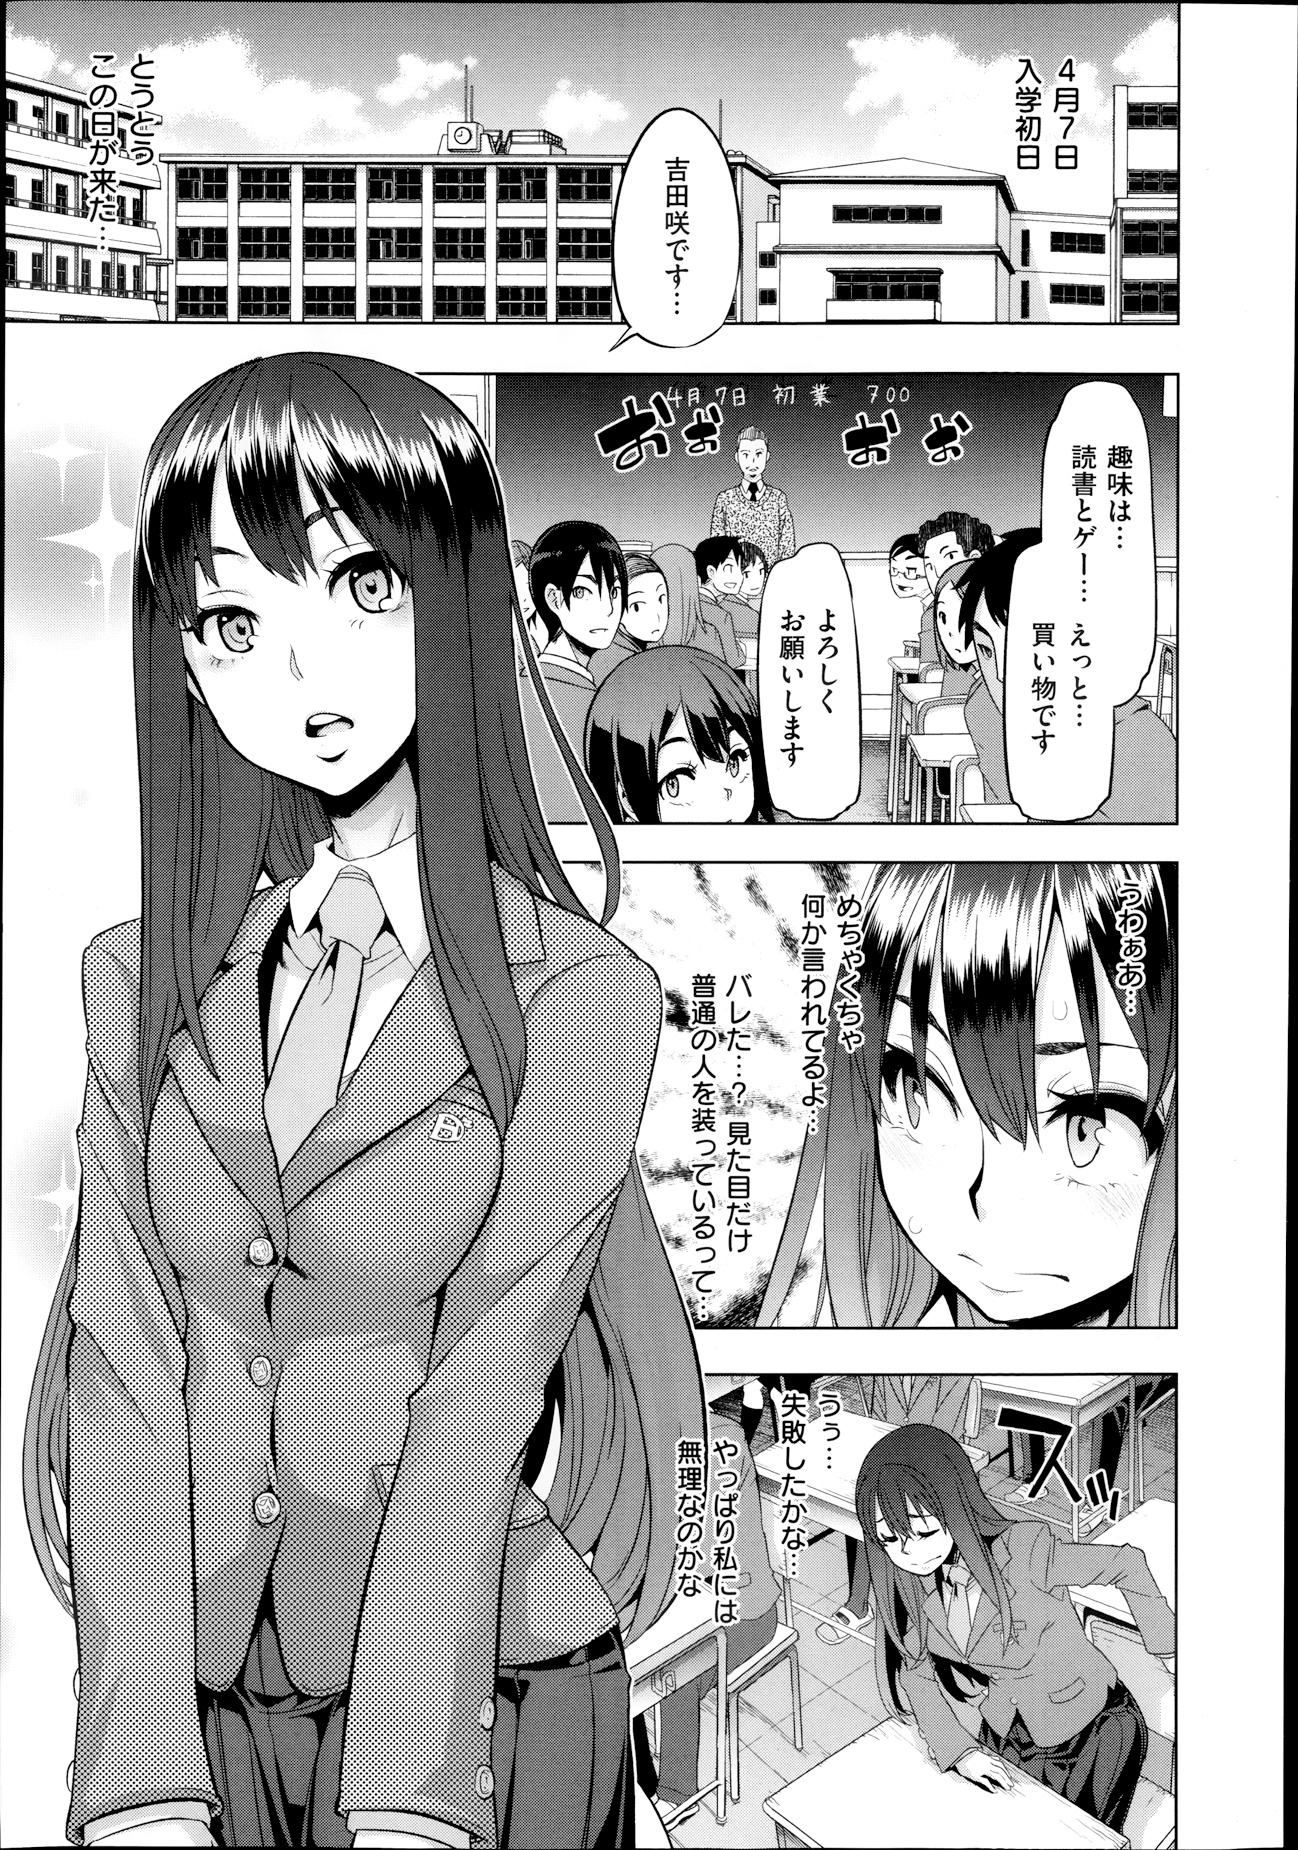 4月7日
入学初日
吉田咲です…
とうとう
この日が来た…
趣味は…
読書とゲー…えっと…
買い物です
4月7日 初業 700
おぉ
おぉ
よろしく
お願いします
うわぁあ…
めちゃくちゃ
何か言われてるよ…
バレた…？見た目だけ
普通の人を装っているって…
B
スッ
うぅ…
失敗したかな…
やっぱり私には
無理なのかな